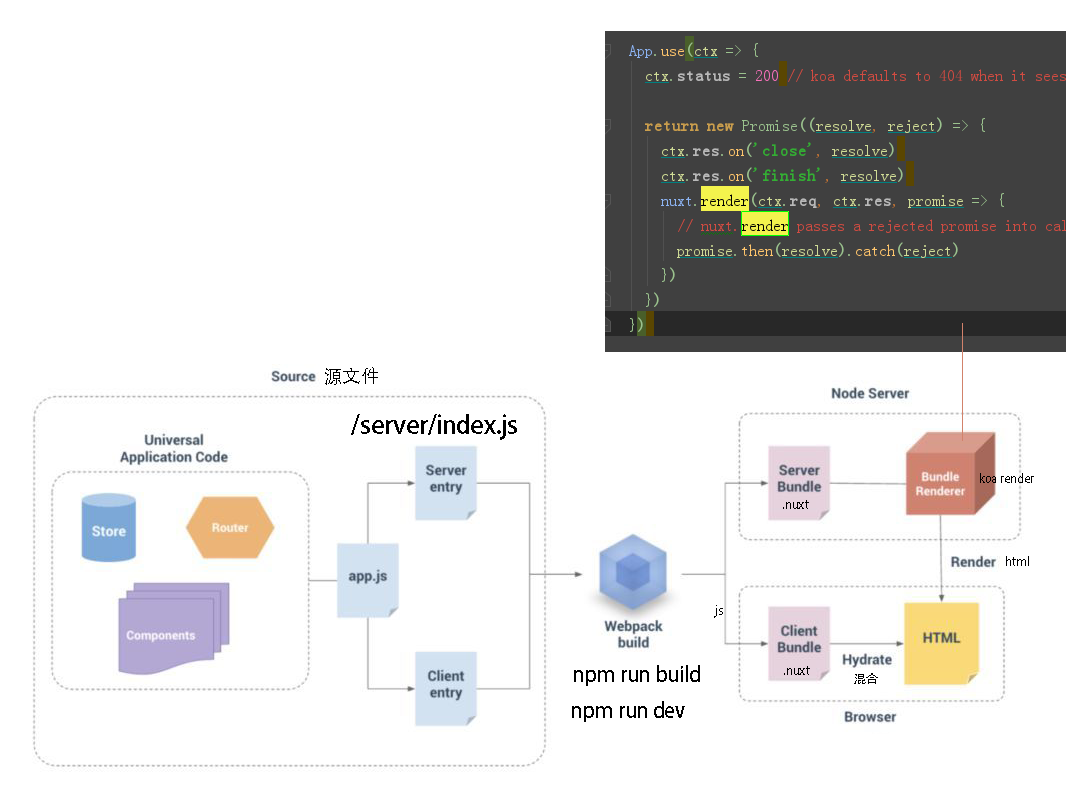 App.use(ctx => {
ctx.status = 200 // koa defaults to 404 when it sees
return new Promise((resolve, reject) => {
ctx.res.on('close', resolve)
ctx.res.on('finish', resolve)
nuxt.render(ctx.req, ctx.res, promise => {
// nuxt.render passes a rejected promise into cal
promise.then(resolve).catch(reject)
})
})
})
Source 源文件
/server/index.js
Universal
Application Code
Store
Router
Components
app.js
Server
entry
Client
entry
Webpack
build
npm run build
npm run dev
js
Node Server
Server
Bundle
.nuxt
Bundle
Renderer
koa render
Render html
Client
Bundle
.nuxt
Hydrate
混合
HTML
Browser